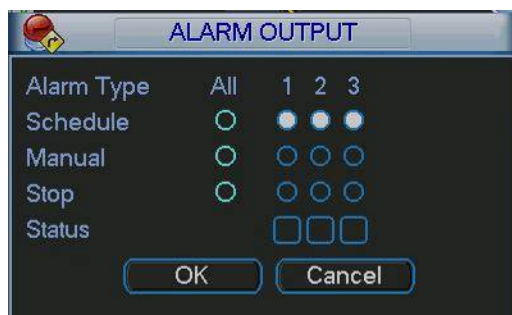 ALARM OUTPUT
Alarm Type All 1 2 3
Schedule
Manual
Stop
Status
OK Cancel